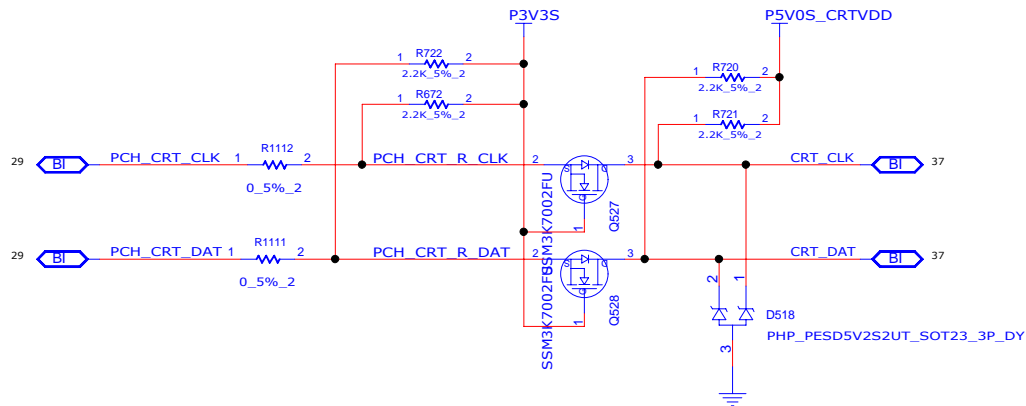 P3V3S
P5V0S_CRTVDD
1 R722 2
2.2K_5%_2
1 R720 2
2.2K_5%_2
1 R672 2
2.2K_5%_2
1 R721 2
2.2K_5%_2
29 BI PCH_CRT_CLK 1 R1112 2 PCH_CRT_R_CLK 2 3 CRT_CLK BI 37
0_5%_2
S D
G
1
SSM3K7002FU
Q527
29 BI PCH_CRT_DAT 1 R1111 2 PCH_CRT_R_DAT 2 3 CRT_DAT BI 37
0_5%_2
S D
G
1
SSM3K7002FU
Q528
2 1
D518
PHP_PESD5V2S2UT_SOT23_3P_DY
3